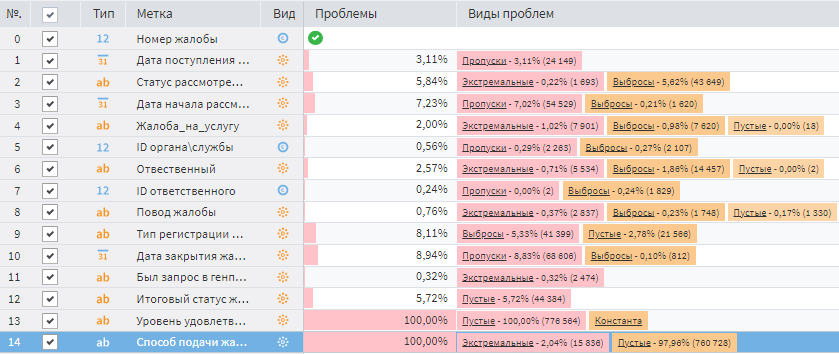 №. Тип Метка Вид Проблемы Виды проблем
0 12 Номер жалобы
1 31 Дата поступления ... 3,11% Пропуски - 3,11% (24 149)
2 ab Статус рассмотре... 5,84% Экстремальные - 0,22% (1 693) Выбросы - 5,62% (43 649)
3 31 Дата начала рассм... 7,23% Пропуски - 7,02% (54 529) Выбросы - 0,21% (1 620)
4 ab Жалоба_на_услугу 2,00% Экстремальные - 1,02% (7 901) Выбросы - 0,98% (7 620) Пустые - 0,00% (18)
5 12 ID органа\службы 0,56% Пропуски - 0,29% (2 263) Выбросы - 0,27% (2 107)
6 ab Отвественный 2,57% Экстремальные - 0,71% (5 534) Выбросы - 1,86% (14 457) Пустые - 0,00% (2)
7 12 ID ответственного 0,24% Пропуски - 0,00% (2) Выбросы - 0,24% (1 829)
8 ab Повод жалобы 0,76% Экстремальные - 0,37% (2 837) Выбросы - 0,23% (1 748) Пустые - 0,17% (1 330)
9 ab Тип регистрации ... 8,11% Выбросы - 5,33% (41 399) Пустые - 2,78% (21 566)
10 31 Дата закрытия жа... 8,94% Пропуски - 8,83% (68 606) Выбросы - 0,10% (812)
11 ab Был запрос в генп... 0,32% Экстремальные - 0,32% (2 474)
12 ab Итоговый статус ж... 5,72% Пустые - 5,72% (44 384)
13 ab Уровень удовлетв... 100,00% Пустые - 100,00% (776 564) Константа
14 ab Способ подачи жа... 100,00% Экстремальные - 2,04% (15 836) Пустые - 97,96% (760 728)